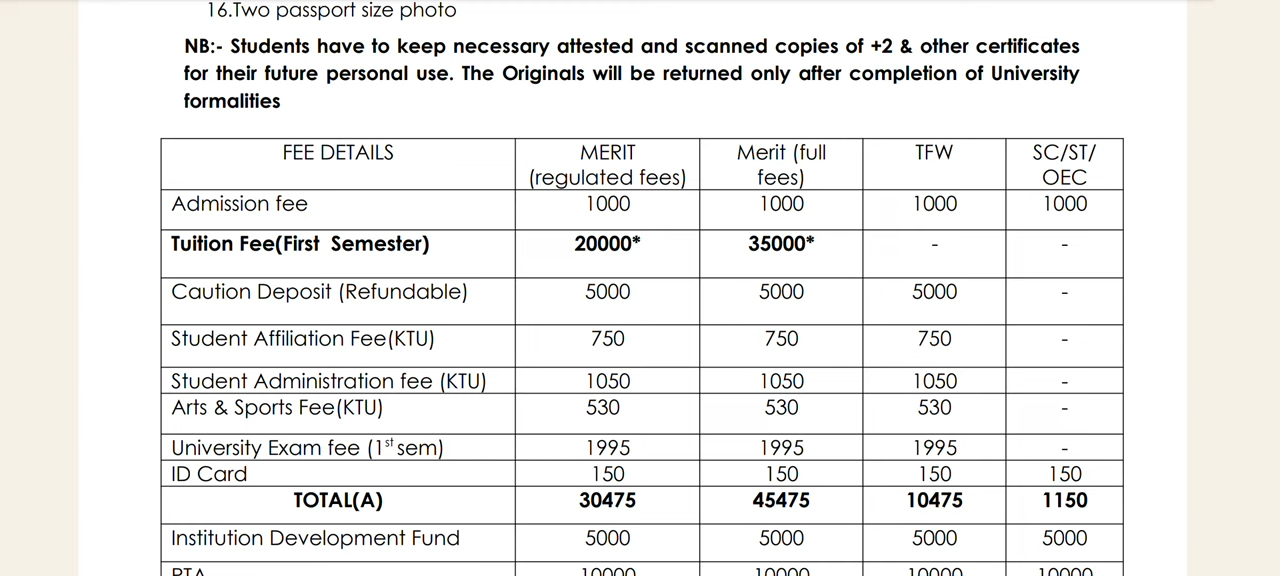 16.Two passport size photo
NB:- Students have to keep necessary attested and scanned copies of +2 & other certificates
for their future personal use. The Originals will be returned only after completion of University
formalities
FEE DETAILS MERIT (regulated fees) Merit (full fees) TFW SC/ST/ OEC
Admission fee 1000 1000 1000 1000
Tuition Fee(First Semester) 20000* 35000* - -
Caution Deposit (Refundable) 5000 5000 5000 -
Student Affiliation Fee(KTU) 750 750 750 -
Student Administration fee (KTU) 1050 1050 1050 -
Arts & Sports Fee(KTU) 530 530 530 -
University Exam fee (1st sem) 1995 1995 1995 -
ID Card 150 150 150 150
TOTAL(A) 30475 45475 10475 1150
Institution Development Fund 5000 5000 5000 5000
PTA 10000 10000 10000 10000